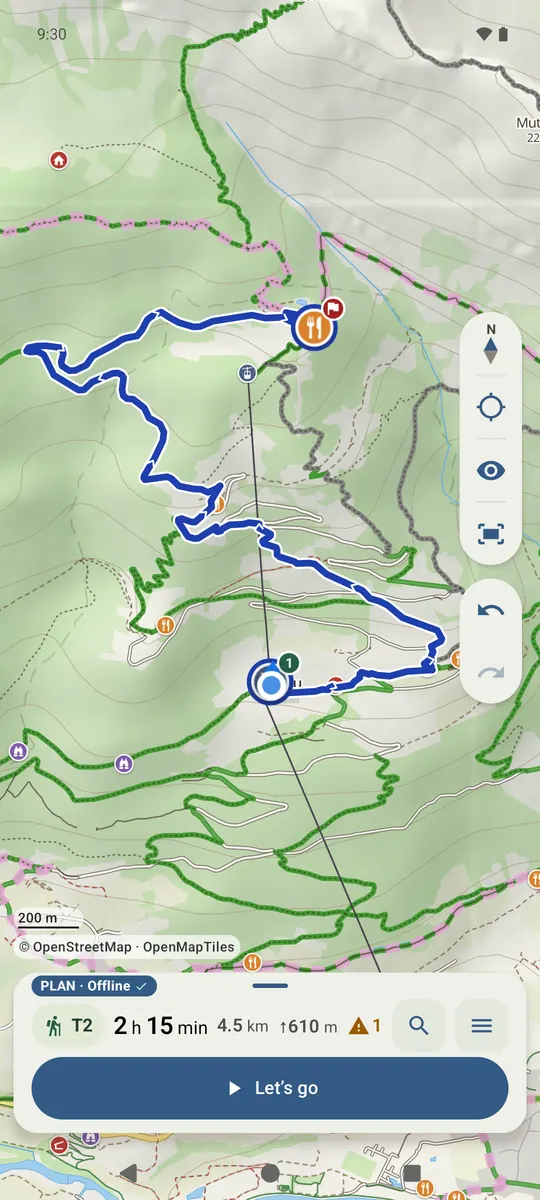 9:30
Mut
22
N
1
200 m
© OpenStreetMap · OpenMapTiles
PLAN · Offline ✓
T2 2 h 15 min 4.5 km ↑610 m 1
Let's go